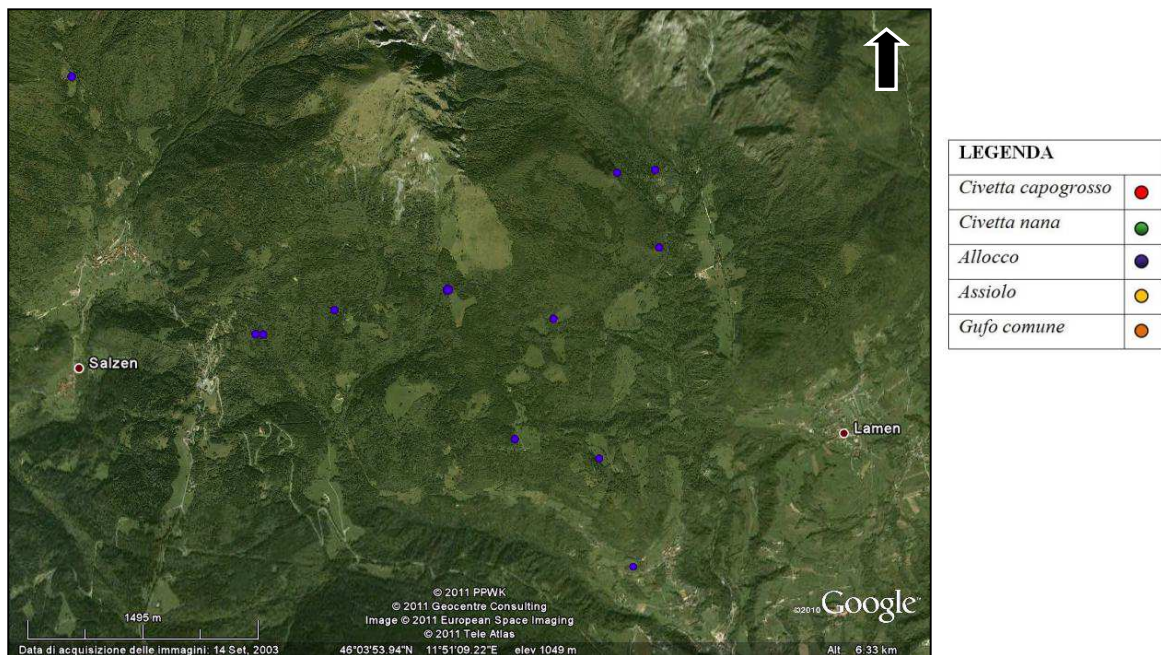 LEGENDA
Civetta capogrosso
Civetta nana
Allocco
Assiolo
Gufo comune
Salzen
Lamen
© 2011 PPWK
© 2011 Geocentre Consulting
Image © 2011 European Space Imaging
© 2011 Tele Atlas
©2010 Google
1495 m
Data di acquisizione delle immagini: 14 Set, 2003 46°03'53.94"N 11°51'09.22"E elev 1049 m Alt 6.33 km